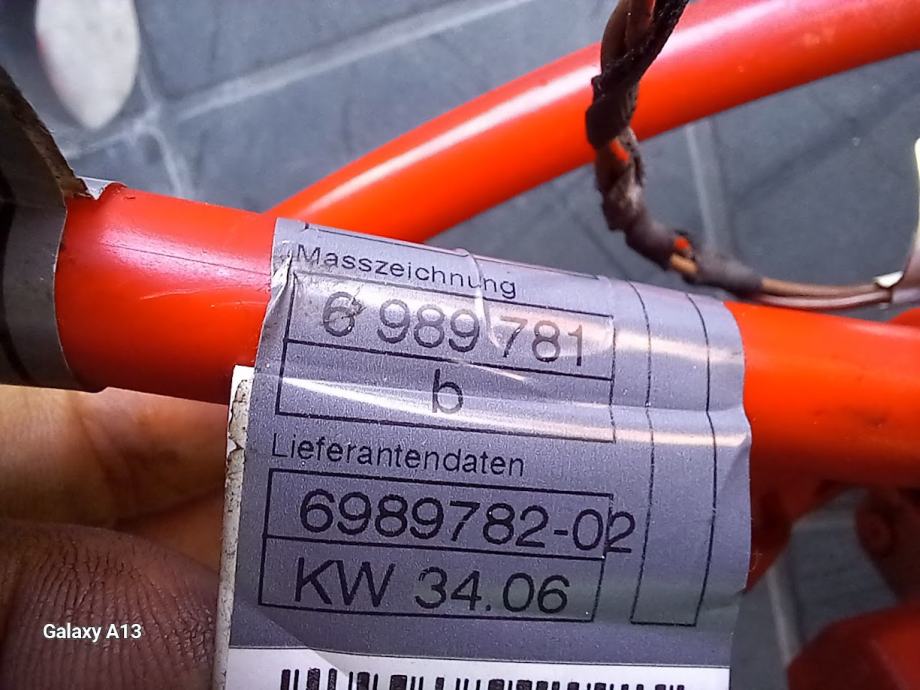 Masszeichnung
6 989 781
b
Lieferantendaten
6989782-02
KW 34.06
Galaxy A13